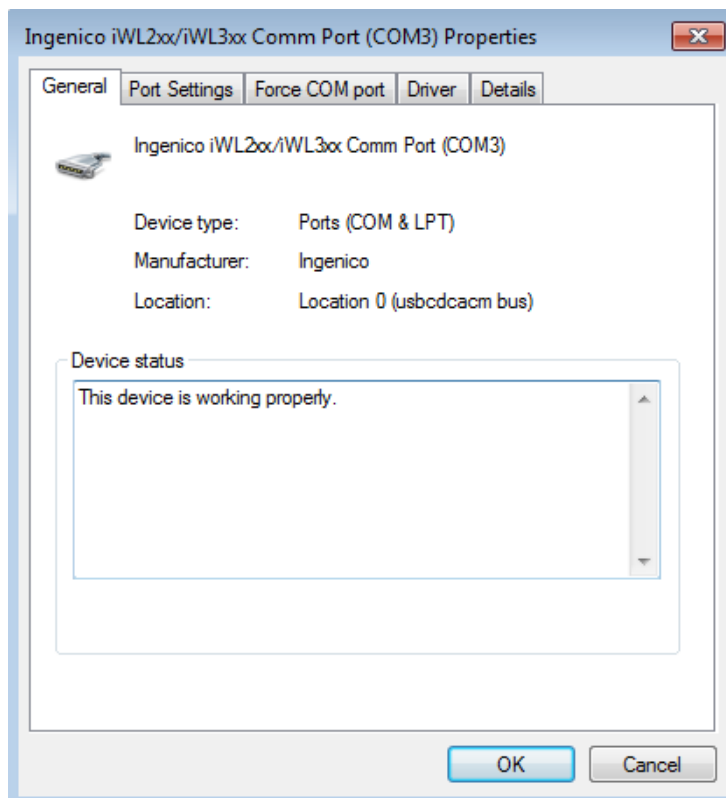 Ingenico iWL2xx/iWL3xx Comm Port (COM3) Properties
General Port Settings Force COM port Driver Details
Ingenico iWL2xx/iWL3xx Comm Port (COM3)
Device type: Ports (COM & LPT)
Manufacturer: Ingenico
Location: Location 0 (usbcdcacm bus)
Device status
This device is working properly.
OK Cancel